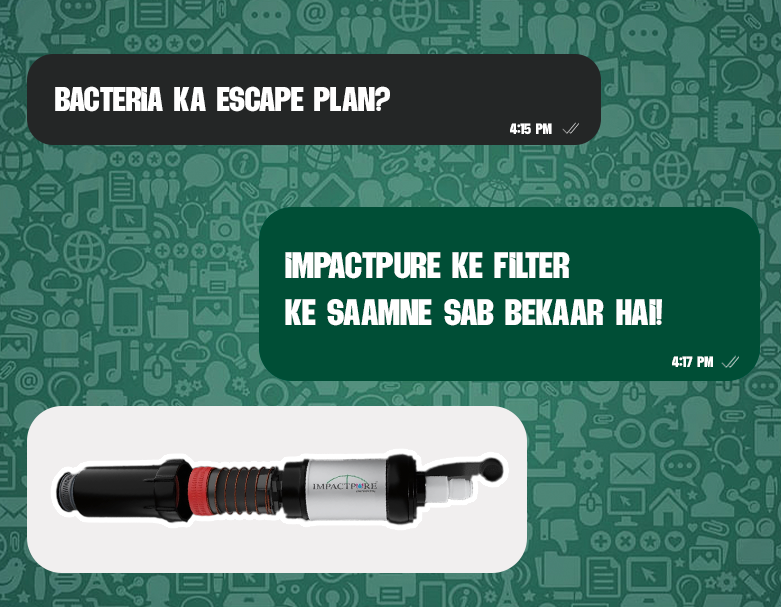 BACTERiA KA ESCAPE PLAN?
4:15 PM
iMPACTPURE KE FiLTER
KE SAAMNE SAB BEKAAR HAi!
4:17 PM
IMPACTPURE